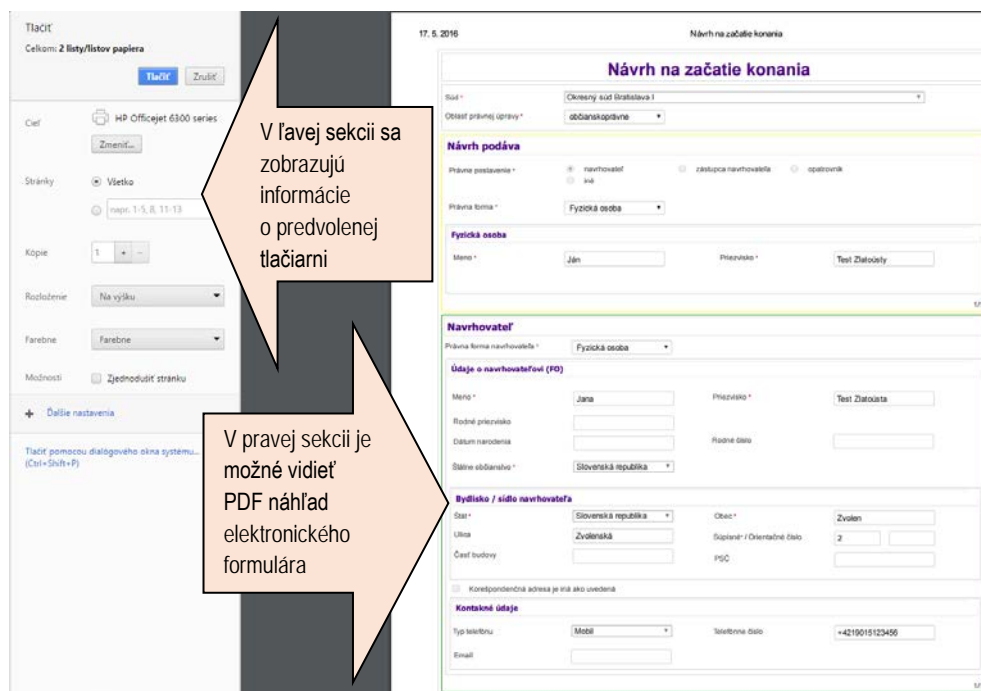 Tlačiť
Celkom: 2 listy/listov papiera
Tlačiť Zrušiť
Cieľ HP Officejet 6300 series
Zmeniť...
Stránky Všetko
napr. 1-5, 8, 11-13
Kópie 1 + -
Rozloženie Na výšku
Farebne Farebne
Možnosti Zjednodušiť stránku
+ Ďalšie nastavenia
Tlačiť pomocou dialógového okna systému...
(Ctrl+Shift+P)
V ľavej sekcii sa
zobrazujú
informácie
o predvolenej
tlačiarni
V pravej sekcii je
možné vidieť
PDF náhľad
elektronického
formulára
17. 5. 2016 Návrh na začatie konania
Návrh na začatie konania
Súd * Okresný súd Bratislava I
Oblasť právnej úpravy * občianskoprávne
Návrh podáva
Právne postavenie * navrhovateľ zástupca navrhovateľa opatrovník
iná
Právna forma * Fyzická osoba
Fyzická osoba
Meno * Ján Priezvisko * Test Zlatoústy
Navrhovateľ
Právna forma navrhovateľa * Fyzická osoba
Údaje o navrhovateľovi (FO)
Meno * Jana Priezvisko * Test Zlatoústa
Rodné priezvisko
Dátum narodenia Rodné číslo
Štátne občianstvo * Slovenská republika
Bydlisko / sídlo navrhovateľa
Štát * Slovenská republika Obec * Zvolen
Ulica Zvolenská Súpisné / Orientačné číslo 2
Časť budovy PSČ
Korešpondenčná adresa je iná ako uvedená
Kontakné údaje
Typ telefónu Mobil Telefónne číslo +4219015123456
Email